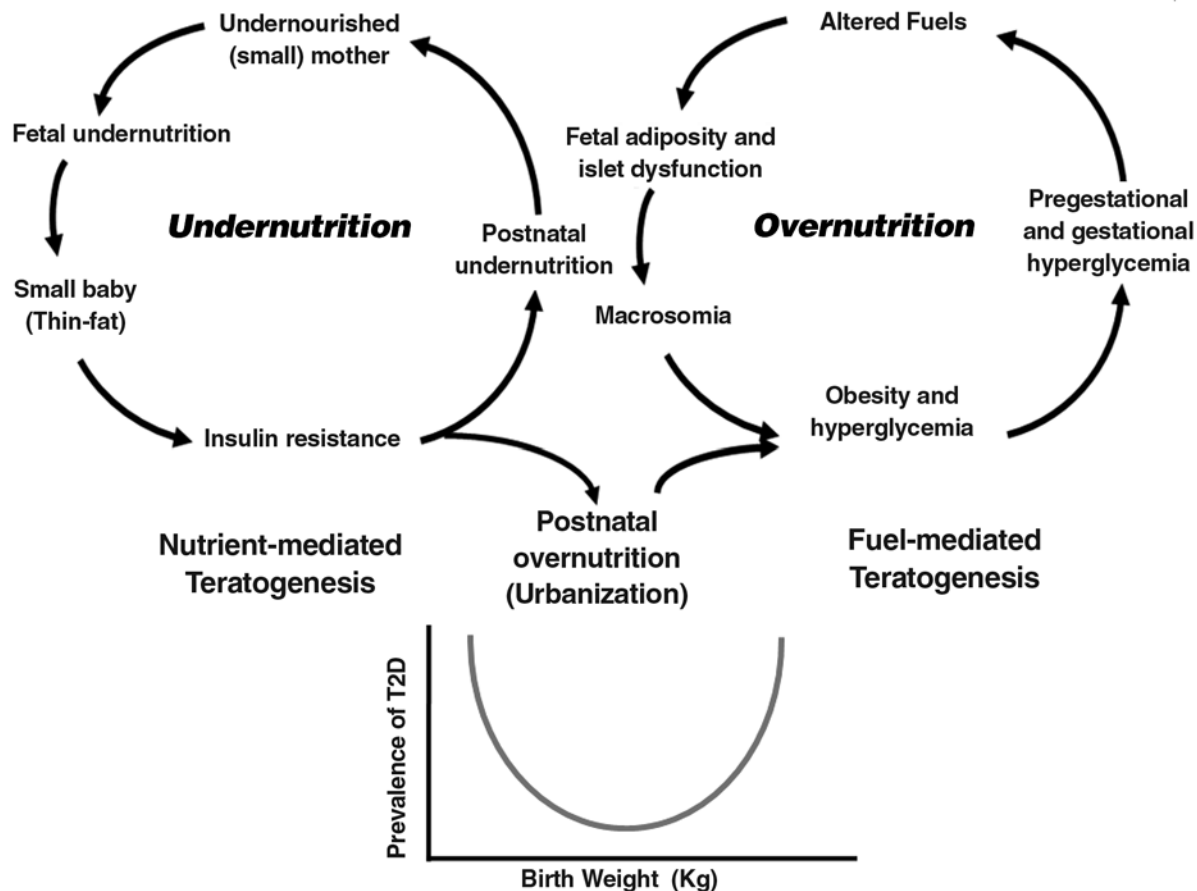 Undernourished
(small) mother
Fetal undernutrition
Undernutrition
Small baby
(Thin-fat)
Postnatal
undernutrition
Insulin resistance
Nutrient-mediated
Teratogenesis
Altered Fuels
Fetal adiposity and
islet dysfunction
Overnutrition
Pregestational
and gestational
hyperglycemia
Macrosomia
Obesity and
hyperglycemia
Postnatal
overnutrition
(Urbanization)
Fuel-mediated
Teratogenesis
Prevalence of T2D
Birth Weight (Kg)